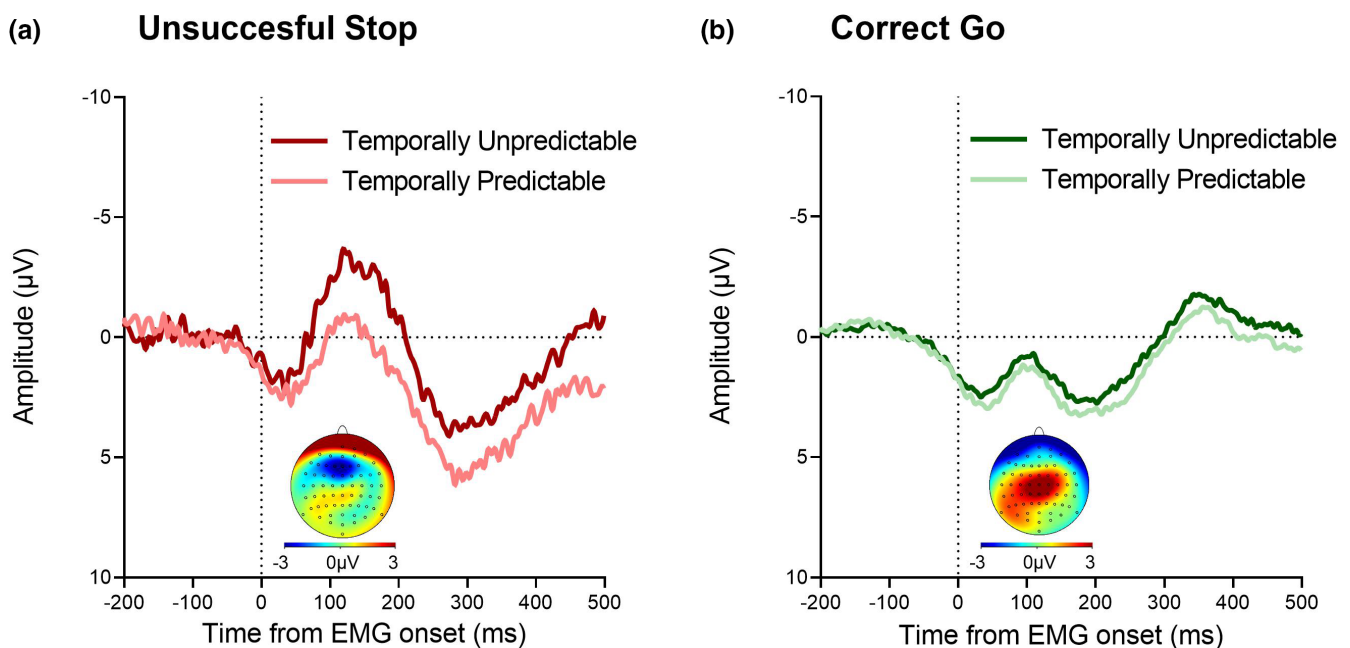 (a) Unsuccesful Stop
-10
-5
0
5
10
Amplitude (µV)
Temporally Unpredictable
Temporally Predictable
-3 0µV 3
-200 -100 0 100 200 300 400 500
Time from EMG onset (ms)
(b) Correct Go
-10
-5
0
5
10
Amplitude (µV)
Temporally Unpredictable
Temporally Predictable
-3 0µV 3
-200 -100 0 100 200 300 400 500
Time from EMG onset (ms)